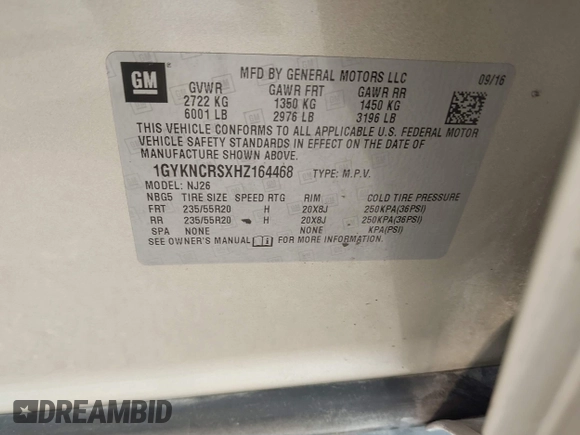 GM
MFD BY GENERAL MOTORS LLC 09/16
GVWR GAWR FRT GAWR RR
2722 KG 1350 KG 1450 KG
6001 LB 2976 LB 3196 LB
THIS VEHICLE CONFORMS TO ALL APPLICABLE U.S. FEDERAL MOTOR
VEHICLE SAFETY STANDARDS IN EFFECT ON THE DATE OF
MANUFACTURE SHOWN ABOVE.
1GYKNCRSXHZ164468 TYPE: M.P.V.
MODEL: NJ26
NBG5 TIRE SIZE SPEED RTG RIM COLD TIRE PRESSURE
FRT 235/55R20 H 20X8J 250KPA(36PSI)
RR 235/55R20 H 20X8J 250KPA(36PSI)
SPA NONE NONE KPA(PSI)
SEE OWNER'S MANUAL FOR MORE INFORMATION.
DREAMBID